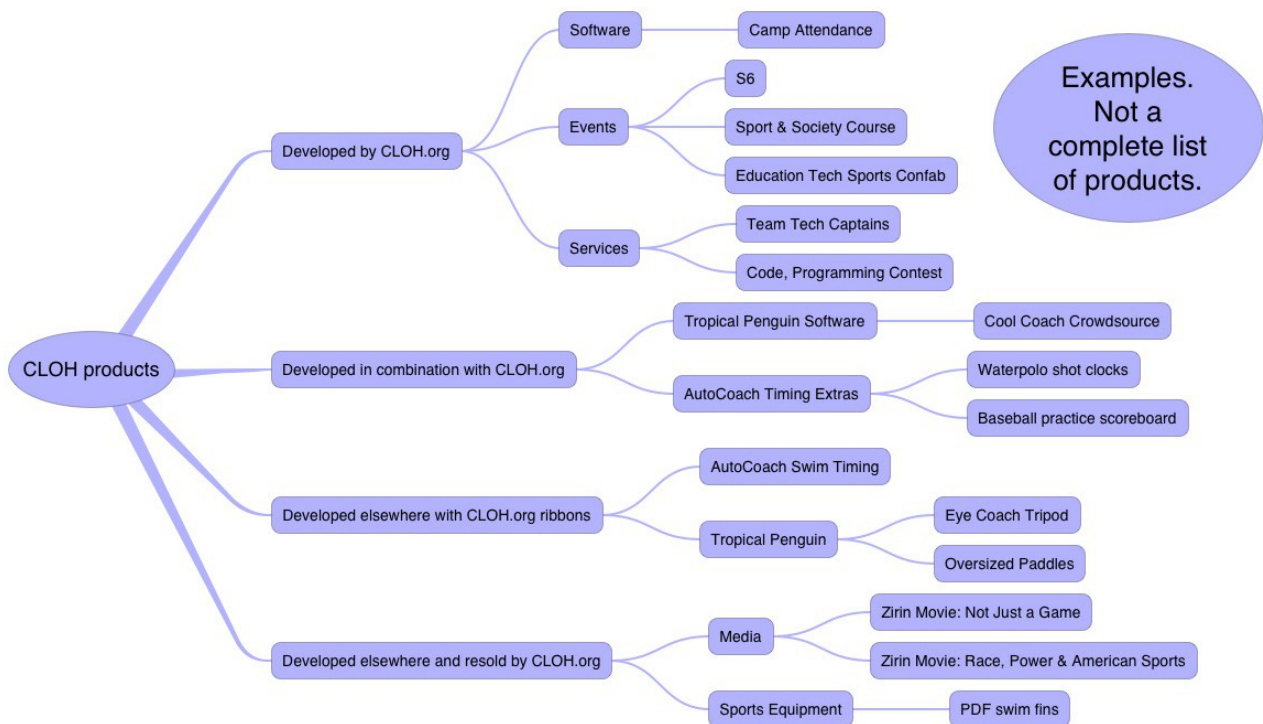 Software
Camp Attendance
Examples.
Not a
complete list
of products.
S6
Developed by CLOH.org
Events
Sport & Society Course
Education Tech Sports Confab
Team Tech Captains
Services
Code, Programming Contest
CLOH products
Tropical Penguin Software
Cool Coach Crowdsource
Developed in combination with CLOH.org
Waterpolo shot clocks
AutoCoach Timing Extras
Baseball practice scoreboard
AutoCoach Swim Timing
Developed elsewhere with CLOH.org ribbons
Eye Coach Tripod
Tropical Penguin
Oversized Paddles
Zirin Movie: Not Just a Game
Media
Developed elsewhere and resold by CLOH.org
Zirin Movie: Race, Power & American Sports
Sports Equipment
PDF swim fins